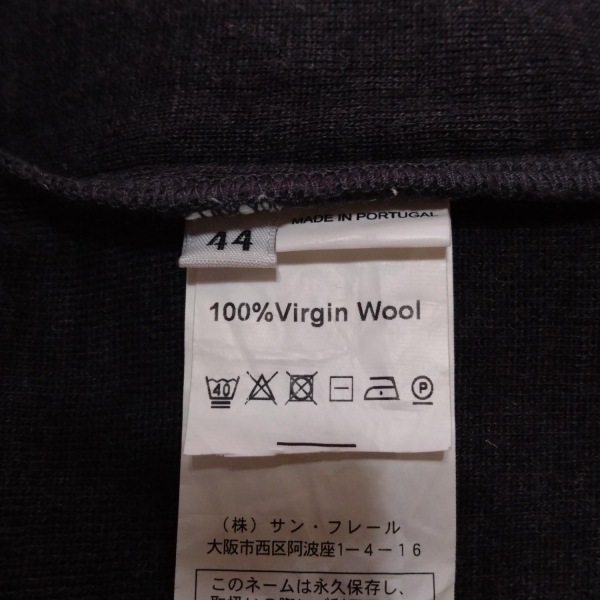 44
MADE IN PORTUGAL
100%Virgin Wool
40
P
(株)サン・フレール
大阪市西区阿波座1-4-16
このネームは永久保存し、